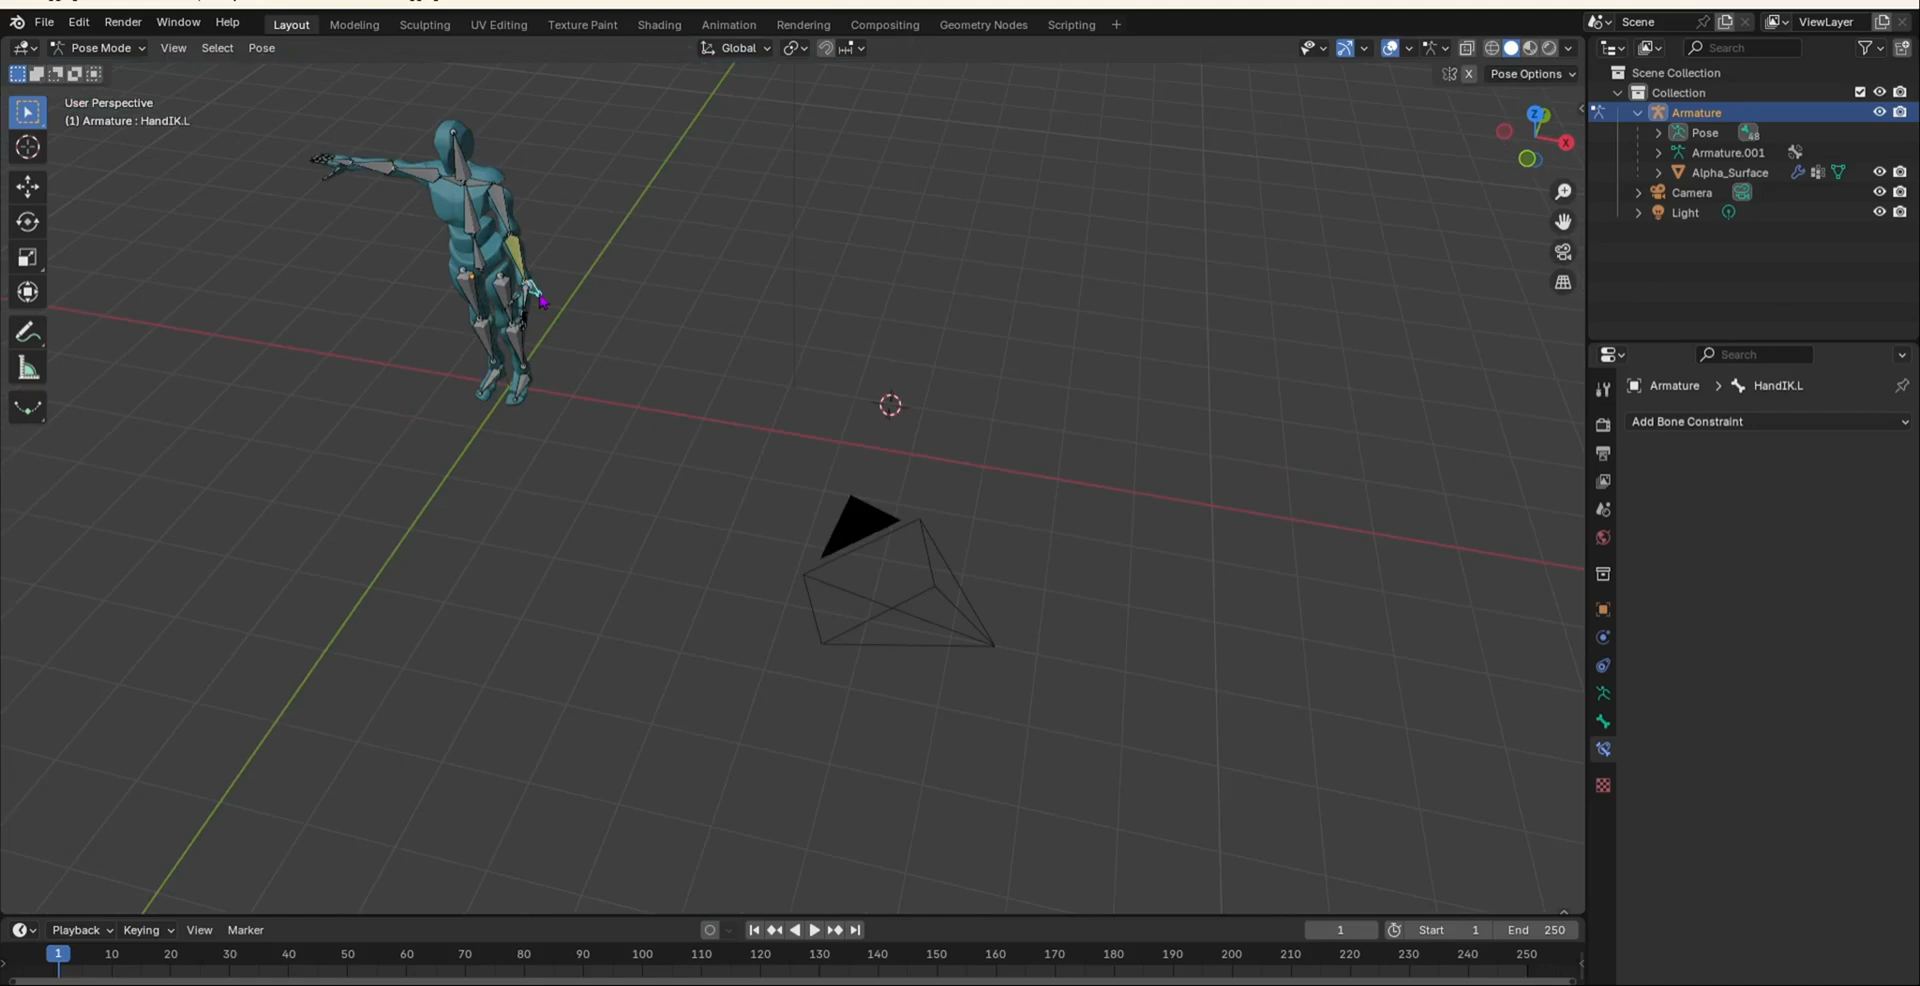 File Edit Render Window Help Layout Modeling Sculpting UV Editing Texture Paint Shading Animation Rendering Compositing Geometry Nodes Scripting + Scene ViewLayer
Pose Mode View Select Pose Global Search
X Pose Options Scene Collection
User Perspective
(1) Armature : HandIK.L
Collection
Armature
Pose 48
Armature.001
Alpha_Surface
Camera
Light
Z
X
Search
Armature > HandIK.L
Add Bone Constraint
Playback Keying View Marker 1 Start 1 End 250
1 10 20 30 40 50 60 70 80 90 100 110 120 130 140 150 160 170 180 190 200 210 220 230 240 250